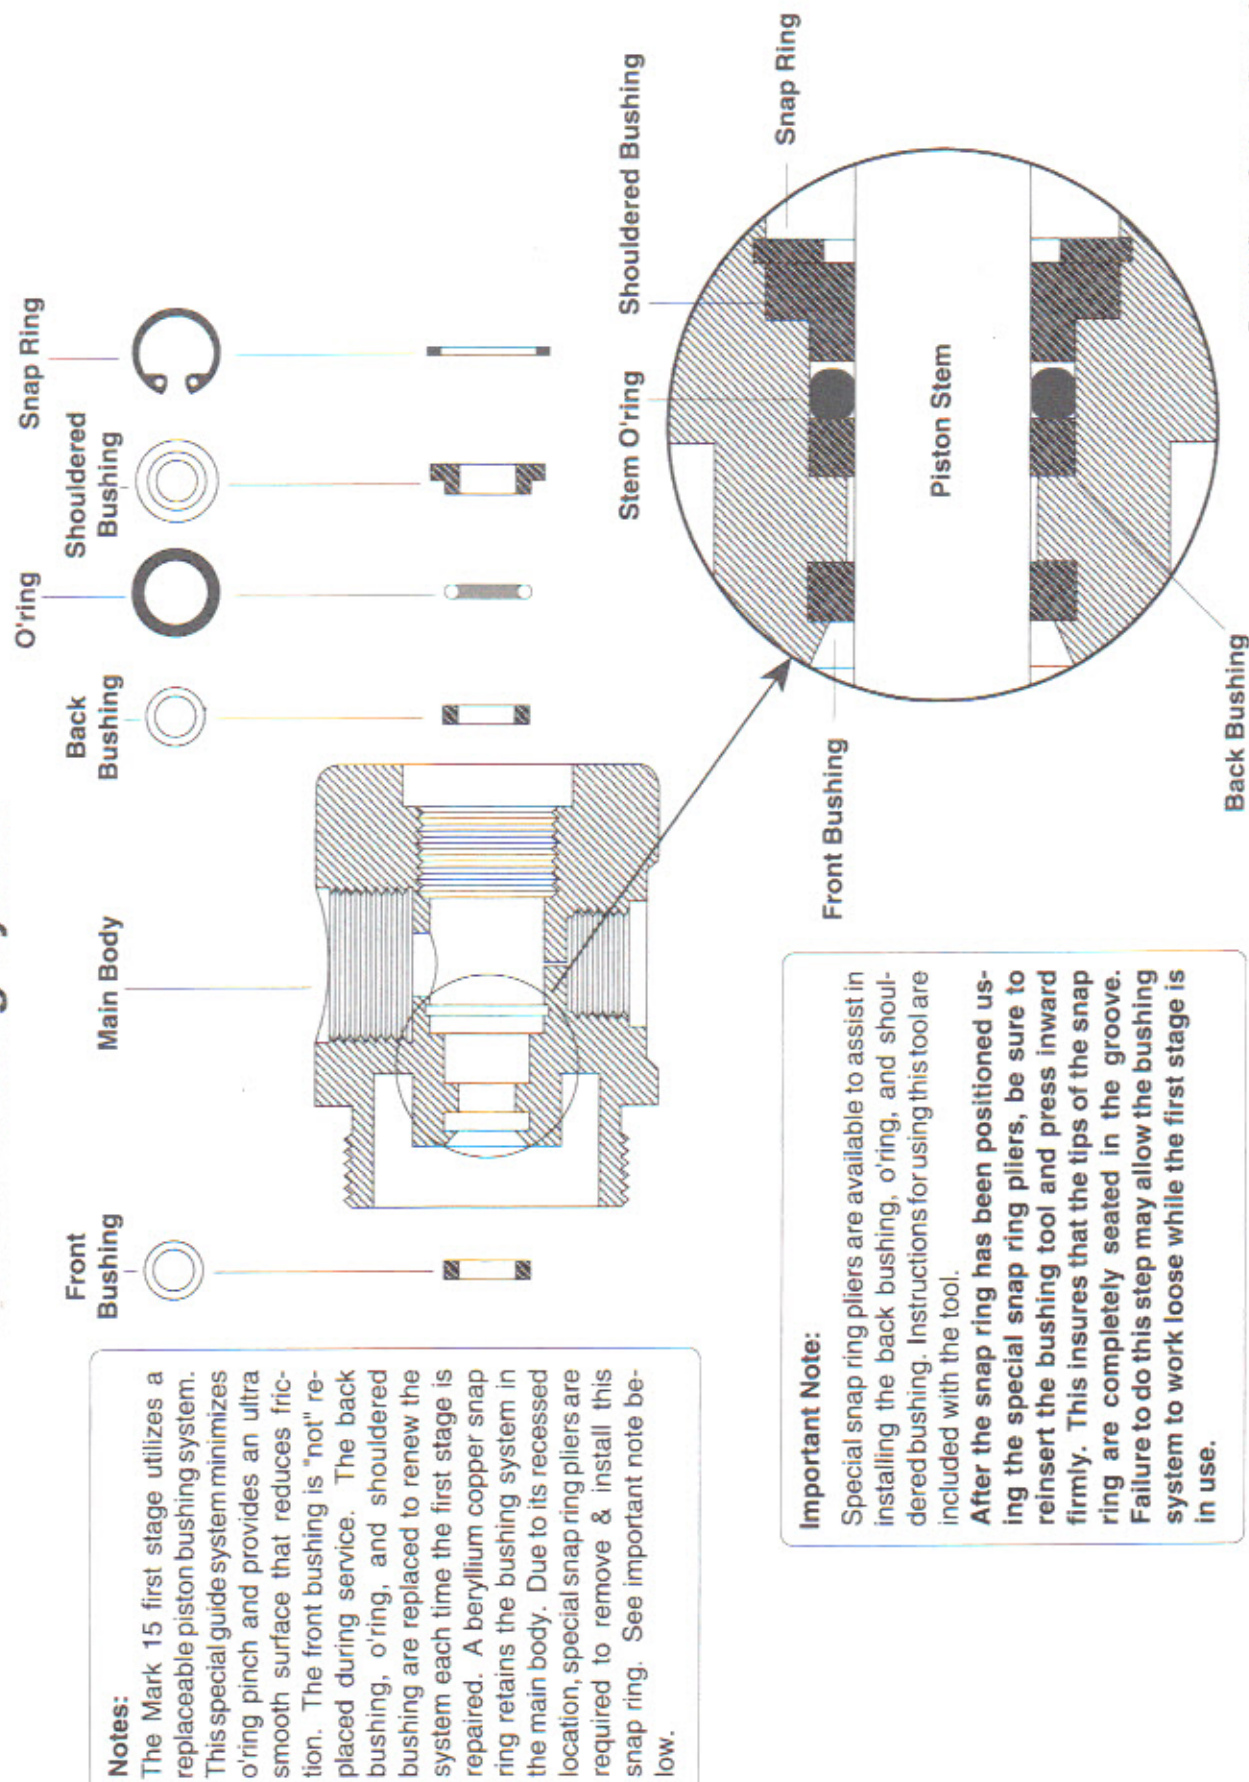 Front
Bushing
Main Body
Back
Bushing
O'ring
Shouldered
Bushing
Snap Ring
Notes:
The Mark 15 first stage utilizes a
replaceable piston bushing system.
This special guide system minimizes
o'ring pinch and provides an ultra
smooth surface that reduces fric-
tion. The front bushing is "not" re-
placed during service. The back
bushing, o'ring, and shouldered
bushing are replaced to renew the
system each time the first stage is
repaired. A beryllium copper snap
ring retains the bushing system in
the main body. Due to its recessed
location, special snap ring pliers are
required to remove & install this
snap ring. See important note be-
low.
Important Note:
Special snap ring pliers are available to assist in
installing the back bushing, o'ring, and shoul-
dered bushing. Instructions for using this tool are
included with the tool.
After the snap ring has been positioned us-
ing the special snap ring pliers, be sure to
reinsert the bushing tool and press inward
firmly. This insures that the tips of the snap
ring are completely seated in the groove.
Failure to do this step may allow the bushing
system to work loose while the first stage is
in use.
Stem O'ring
Shouldered Bushing
Snap Ring
Piston Stem
Front Bushing
Back Bushing